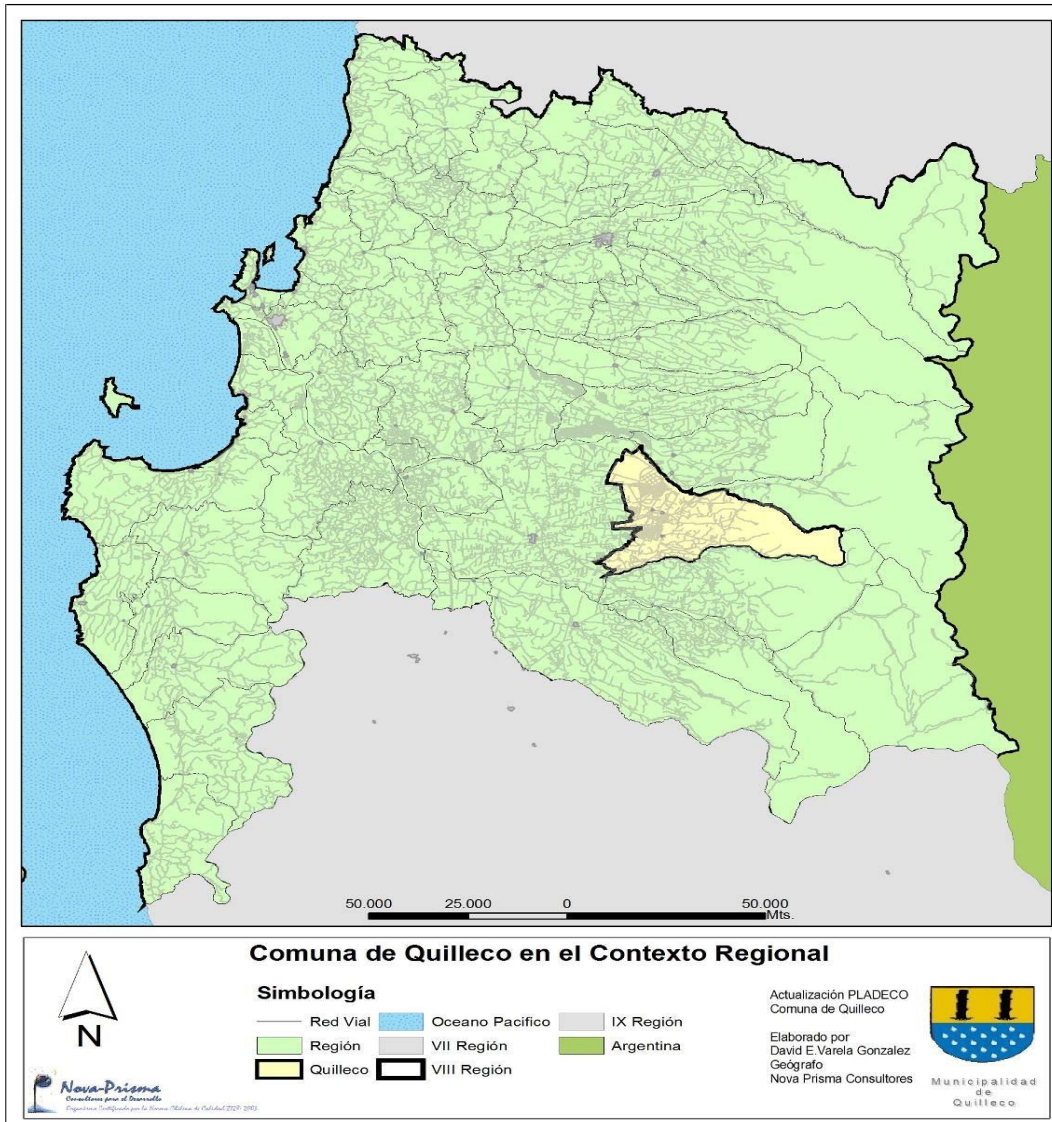 50.000 25.000 0 50.000
Mts.
Comuna de Quilleco en el Contexto Regional
Simbología
Red Vial
Región
Quilleco
Oceano Pacifico
VII Región
VIII Región
IX Región
Argentina
N
Nova-Prisma
Consultores para el Desarrollo
Actualización PLADECO
Comuna de Quilleco
Elaborado por
David E.Varela Gonzalez
Geógrafo
Nova Prisma Consultores
Municipalidad
de
Quilleco